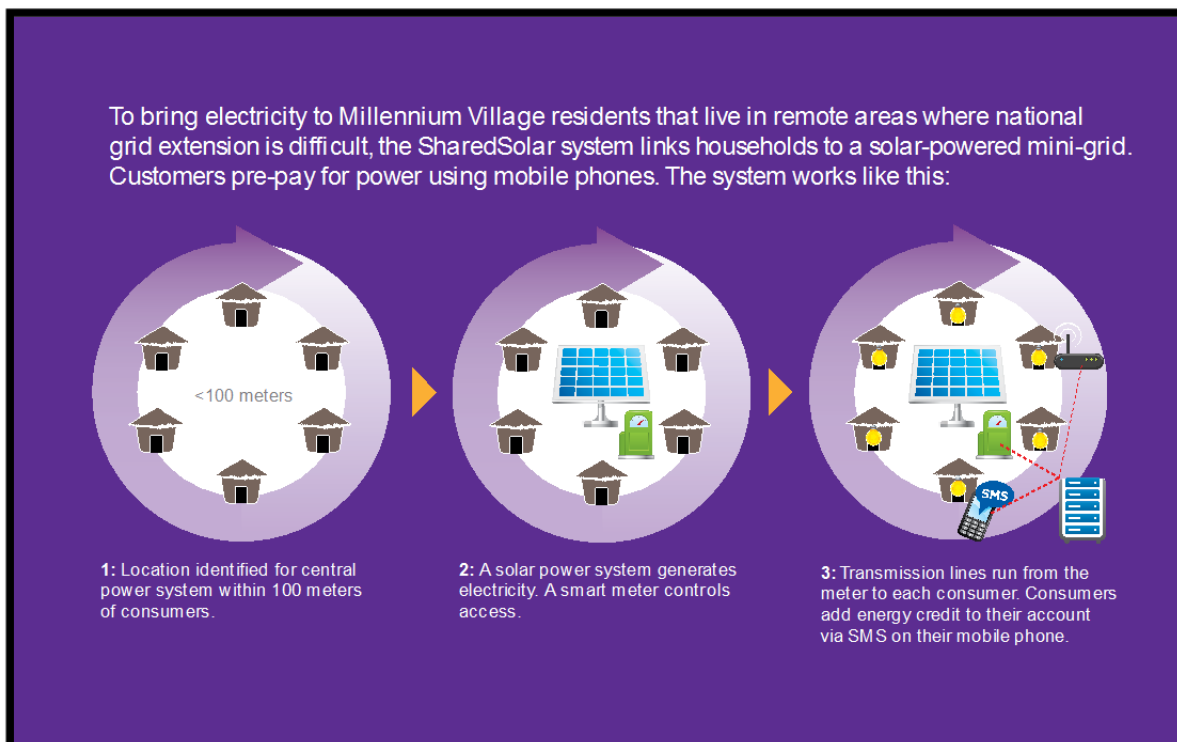 To bring electricity to Millennium Village residents that live in remote areas where national
grid extension is difficult, the SharedSolar system links households to a solar-powered mini-grid.
Customers pre-pay for power using mobile phones. The system works like this:
<100 meters
SMS
1: Location identified for central
power system within 100 meters
of consumers.
2: A solar power system generates
electricity. A smart meter controls
access.
3: Transmission lines run from the
meter to each consumer. Consumers
add energy credit to their account
via SMS on their mobile phone.